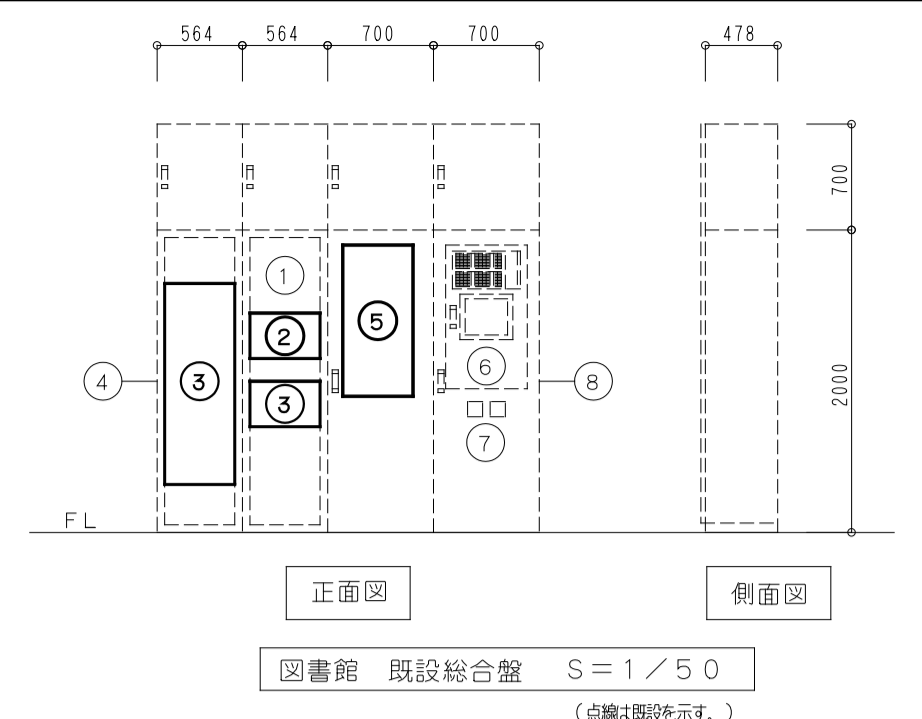 564 564 700 700 478
700
①
②
⑤
④ ③ ③ ⑥ ⑧
2000
⑦
FL
正面図 側面図
図書館 既設総合盤 S=1/50
(点線は既設を示す。)